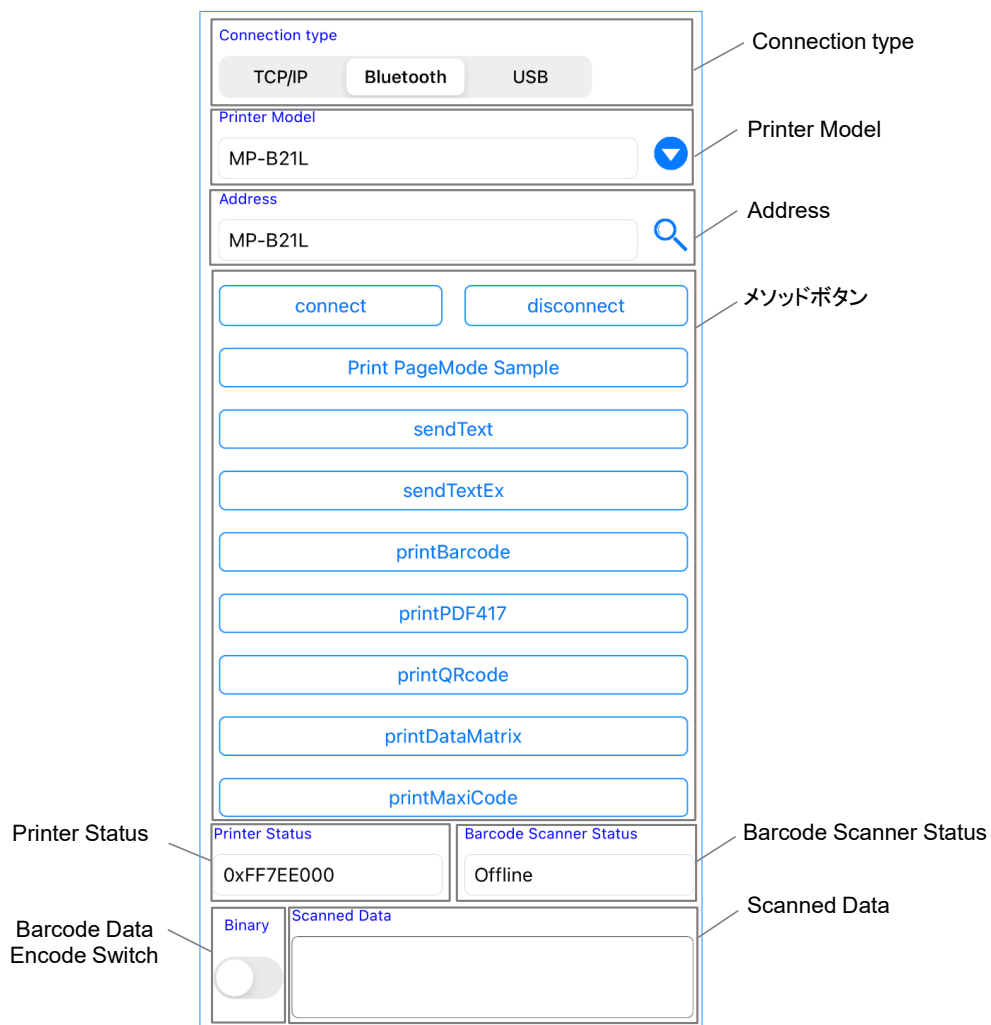 Connection type
TCP/IP Bluetooth USB
Connection type
Printer Model
MP-B21L
Printer Model
Address
MP-B21L
Address
connect disconnect
メソッドボタン
Print PageMode Sample
sendText
sendTextEx
printBarcode
printPDF417
printQRcode
printDataMatrix
printMaxiCode
Printer Status
Printer Status
0xFF7EE000
Barcode Scanner Status
Offline
Barcode Scanner Status
Barcode Data
Encode Switch
Binary
Scanned Data
Scanned Data